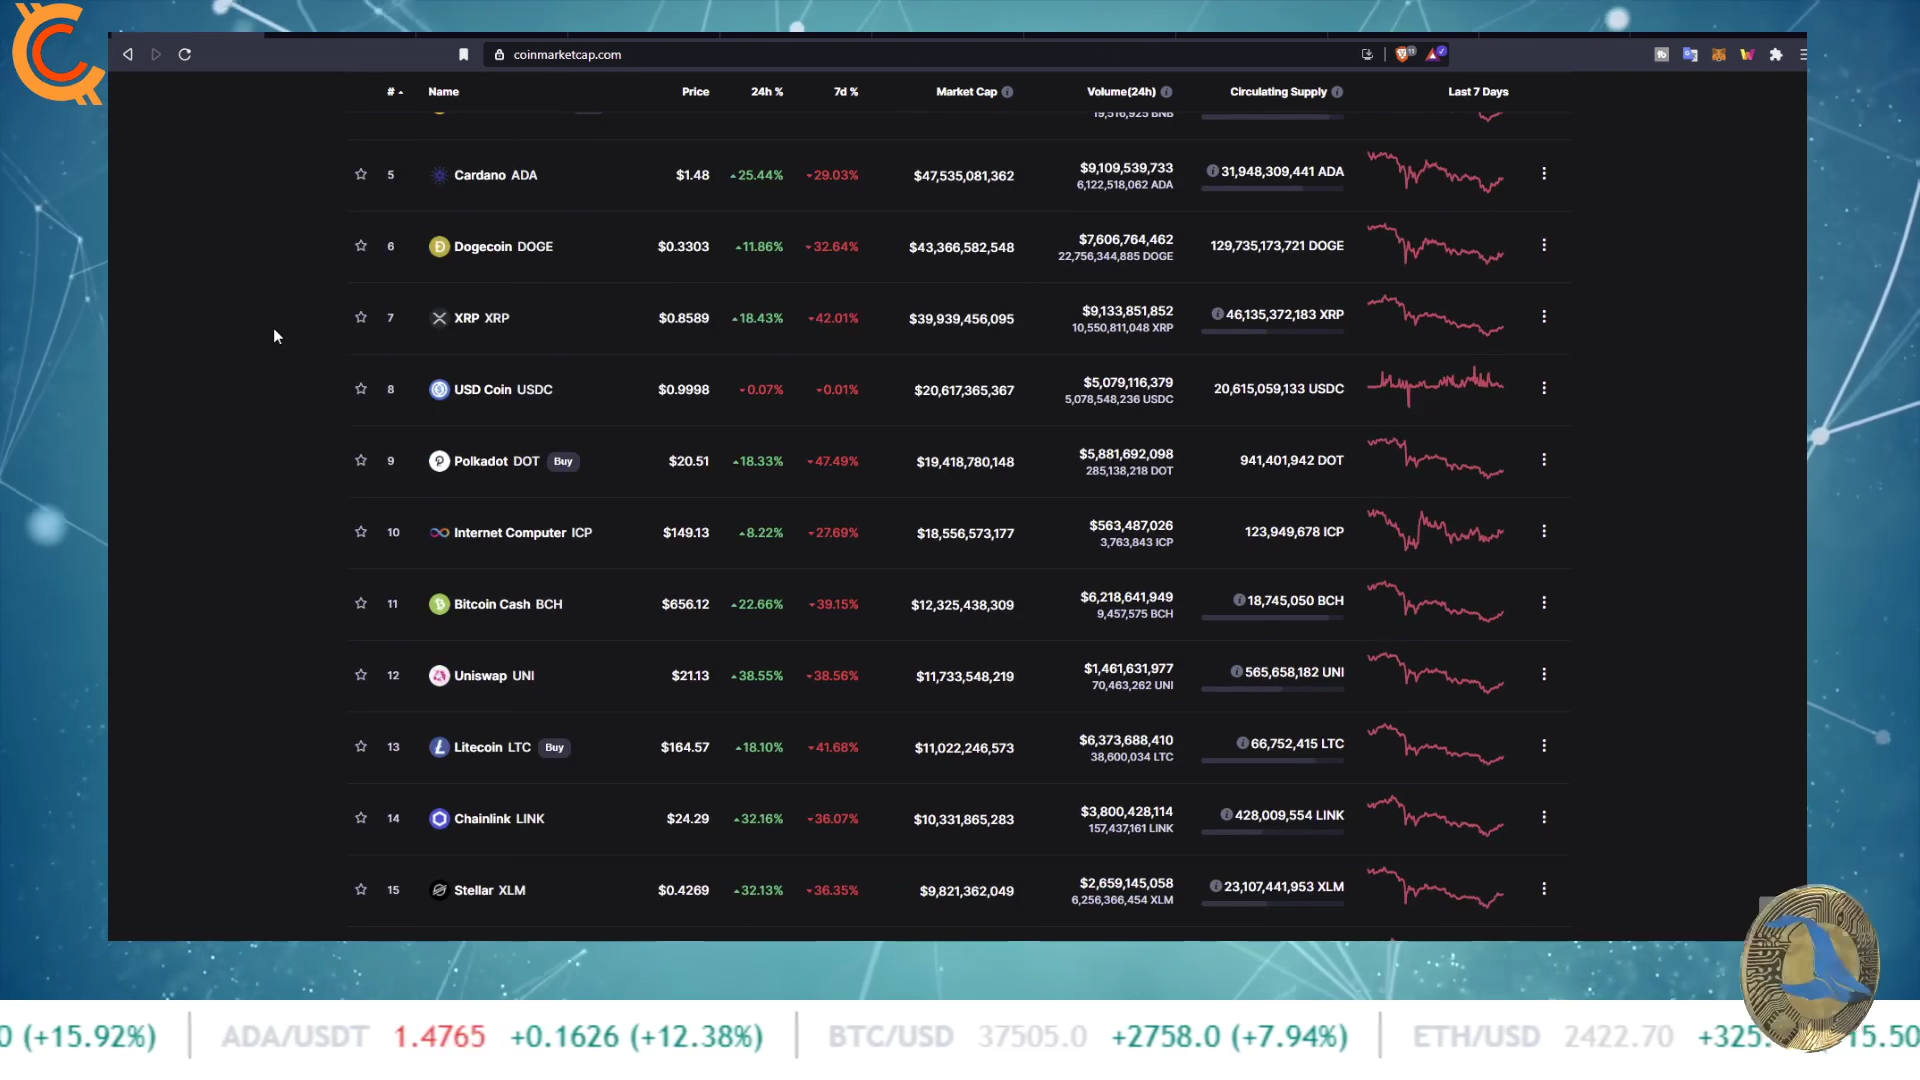 coinmarketcap.com
# Name Price 24h % 7d % Market Cap Volume(24h) Circulating Supply Last 7 Days
19,516,925 BNB
5 Cardano ADA $1.48 25.44% 29.03% $47,535,081,362 $9,109,539,733 31,948,309,441 ADA
6,122,518,062 ADA
6 Dogecoin DOGE $0.3303 11.86% 32.64% $43,366,582,548 $7,606,764,462 129,735,173,721 DOGE
22,756,344,885 DOGE
7 XRP XRP $0.8589 18.43% 42.01% $39,939,456,095 $9,133,851,852 46,135,372,183 XRP
10,550,811,048 XRP
8 USD Coin USDC $0.9998 0.07% 0.01% $20,617,365,367 $5,079,116,379 20,615,059,133 USDC
5,078,548,236 USDC
9 Polkadot DOT Buy $20.51 18.33% 47.49% $19,418,780,148 $5,881,692,098 941,401,942 DOT
285,138,218 DOT
10 Internet Computer ICP $149.13 8.22% 27.69% $18,556,573,177 $563,487,026 123,949,678 ICP
3,763,843 ICP
11 Bitcoin Cash BCH $656.12 22.66% 39.15% $12,325,438,309 $6,218,641,949 18,745,050 BCH
9,457,575 BCH
12 Uniswap UNI $21.13 38.55% 38.56% $11,733,548,219 $1,461,631,977 565,658,182 UNI
70,463,262 UNI
13 Litecoin LTC Buy $164.57 18.10% 41.68% $11,022,246,573 $6,373,688,410 66,752,415 LTC
38,600,034 LTC
14 Chainlink LINK $24.29 32.16% 36.07% $10,331,865,283 $3,800,428,114 428,009,554 LINK
157,437,161 LINK
15 Stellar XLM $0.4269 32.13% 36.35% $9,821,362,049 $2,659,145,058 23,107,441,953 XLM
6,256,366,454 XLM
0 (+15.92%) ADA/USDT 1.4765 +0.1626 (+12.38%) BTC/USD 37505.0 +2758.0 (+7.94%) ETH/USD 2422.70 +325. 15.50